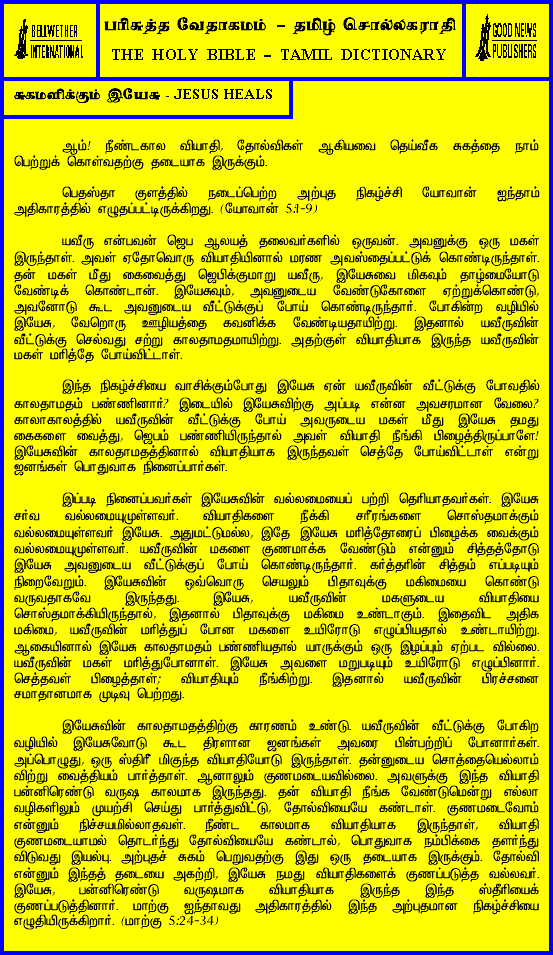 BELLWETHER
INTERNATIONAL
பரிசுத்த வேதாகமம் – தமிழ் சொல்லகராதி
THE HOLY BIBLE – TAMIL DICTIONARY
GOOD NEWS
PUBLISHERS
சுகமளிக்கும் இயேசு - JESUS HEALS
ஆம்! நீண்டகால வியாதி, தோல்விகள் ஆகியவை தெய்வீக சுகத்தை நாம்
பெற்றுக் கொள்வதற்கு தடையாக இருக்கும்.
பெதஸ்தா குளத்தில் நடைப்பெற்ற அற்புத நிகழ்ச்சி யோவான் ஐந்தாம்
அதிகாரத்தில் எழுதப்பட்டிருக்கிறது. (யோவான் 5:1-9)
யவீரு என்பவன் ஜெப ஆலயத் தலைவர்களில் ஒருவன். அவனுக்கு ஒரு மகள்
இருந்தாள். அவள் ஏதோவொரு வியாதியினால் மரண அவஸ்தைப்பட்டுக் கொண்டிருந்தாள்.
தன் மகள் மீது கைவைத்து ஜெபிக்குமாறு யவீரு, இயேசுவை மிகவும் தாழ்மையோடு
வேண்டிக் கொண்டான். இயேசுவும், அவனுடைய வேண்டுகோளை ஏற்றுக்கொண்டு,
அவனோடு கூட அவனுடைய வீட்டுக்குப் போய் கொண்டிருந்தார். போகின்ற வழியில்
இயேசு, வேறொரு ஊழியத்தை கவனிக்க வேண்டியதாயிற்று. இதனால் யவீருவின்
வீட்டுக்கு செல்வது சற்று காலதாமதமாயிற்று. அதற்குள் வியாதியாக இருந்த யவீருவின்
மகள் மரித்தே போய்விட்டாள்.
இந்த நிகழ்ச்சியை வாசிக்கும்போது இயேசு ஏன் யவீருவின் வீட்டுக்கு போவதில்
காலதாமதம் பண்ணினார்? இடையில் இயேசுவிற்கு அப்படி என்ன அவசரமான வேலை?
காலாகாலத்தில் யவீருவின் வீட்டுக்கு போய் அவருடைய மகள் மீது இயேசு தமது
கைகளை வைத்து, ஜெபம் பண்ணியிருந்தால் அவள் வியாதி நீங்கி பிழைத்திருப்பாளே!
இயேசுவின் காலதாமதத்தினால் வியாதியாக இருந்தவள் செத்தே போய்விட்டாள் என்று
ஜனங்கள் பொதுவாக நினைப்பார்கள்.
இப்படி நினைப்பவர்கள் இயேசுவின் வல்லமையைப் பற்றி தெரியாதவர்கள். இயேசு
சர்வ வல்லமையுமுள்ளவர். வியாதிகளை நீக்கி சரீரங்களை சொஸ்தமாக்கும்
வல்லமையுள்ளவர் இயேசு. அதுமட்டுமல்ல, இதே இயேசு மரித்தோரைப் பிழைக்க வைக்கும்
வல்லமையுமுள்ளவர். யவீருவின் மகளை குணமாக்க வேண்டும் என்னும் சித்தத்தோடு
இயேசு அவனுடைய வீட்டுக்குப் போய் கொண்டிருந்தார். கர்த்தரின் சித்தம் எப்படியும்
நிறைவேறும். இயேசுவின் ஒவ்வொரு செயலும் பிதாவுக்கு மகிமையை கொண்டு
வருவதாகவே இருந்தது. இயேசு, யவீருவின் மகளுடைய வியாதியை
சொஸ்தமாக்கியிருந்தால், இதனால் பிதாவுக்கு மகிமை உண்டாகும். இதைவிட அதிக
மகிமை, யவீருவின் மரித்துப் போன மகளை உயிரோடு எழுப்பியதால் உண்டாயிற்று.
ஆகையினால் இயேசு காலதாமதம் பண்ணியதால் யாருக்கும் ஒரு இழப்பும் ஏற்பட வில்லை.
யவீருவின் மகள் மரித்துபோனாள். இயேசு அவளை மறுபடியும் உயிரோடு எழுப்பினார்.
செத்தவள் பிழைத்தாள்; வியாதியும் நீங்கிற்று. இதனால் யவீருவின் பிரச்சனை
சமாதானமாக முடிவு பெற்றது.
இயேசுவின் காலதாமதத்திற்கு காரணம் உண்டு. யவீருவின் வீட்டுக்கு போகிற
வழியில் இயேசுவோடு கூட திரளான ஜனங்கள் அவரை பின்பற்றிப் போனார்கள்.
அப்பொழுது, ஒரு ஸ்திரீ மிகுந்த வியாதியோடு இருந்தாள். தன்னுடைய சொத்தையெல்லாம்
விற்று வைத்தியம் பார்த்தாள். ஆனாலும் குணமடையவில்லை. அவளுக்கு இந்த வியாதி
பன்னிரெண்டு வருஷ காலமாக இருந்தது. தன் வியாதி நீங்க வேண்டுமென்று எல்லா
வழிகளிலும் முயற்சி செய்து பார்த்துவிட்டு, தோல்வியையே கண்டாள். குணமடைவோம்
என்னும் நிச்சயமில்லாதவள். நீண்ட காலமாக வியாதியாக இருந்தாள், வியாதி
குணமடையாமல் தொடர்ந்து தோல்வியையே கண்டால், பொதுவாக நம்பிக்கை தளர்ந்து
விடுவது இயல்பு. அற்புதச் சுகம் பெறுவதற்கு இது ஒரு தடையாக இருக்கும். தோல்வி
என்னும் இந்தத் தடையை அகற்றி, இயேசு நமது வியாதிகளைக் குணப்படுத்த வல்லவர்.
இயேசு, பன்னிரெண்டு வருஷமாக வியாதியாக இருந்த இந்த ஸ்தீரியைக்
குணப்படுத்தினார். மாற்கு ஐந்தாவது அதிகாரத்தில் இந்த அற்புதமான நிகழ்ச்சியை
எழுதியிருக்கிறார். (மாற்கு 5:24-34)